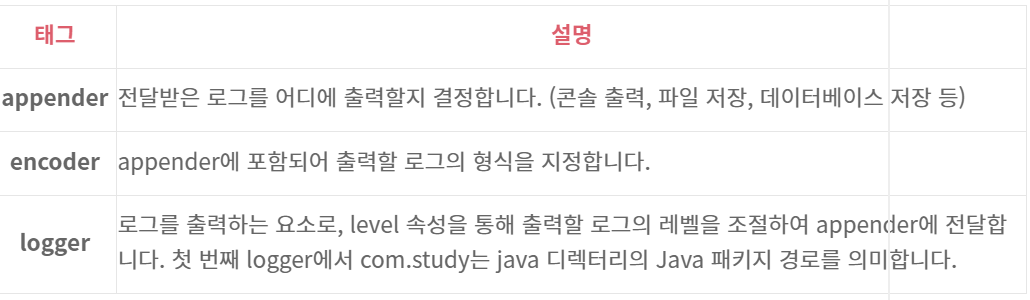 태그 설명
appender 전달받은 로그를 어디에 출력할지 결정합니다. (콘솔 출력, 파일 저장, 데이터베이스 저장 등)
encoder appender에 포함되어 출력할 로그의 형식을 지정합니다.
logger 로그를 출력하는 요소로, level 속성을 통해 출력할 로그의 레벨을 조절하여 appender에 전달합
니다. 첫 번째 logger에서 com.study는 java 디렉터리의 Java 패키지 경로를 의미합니다.